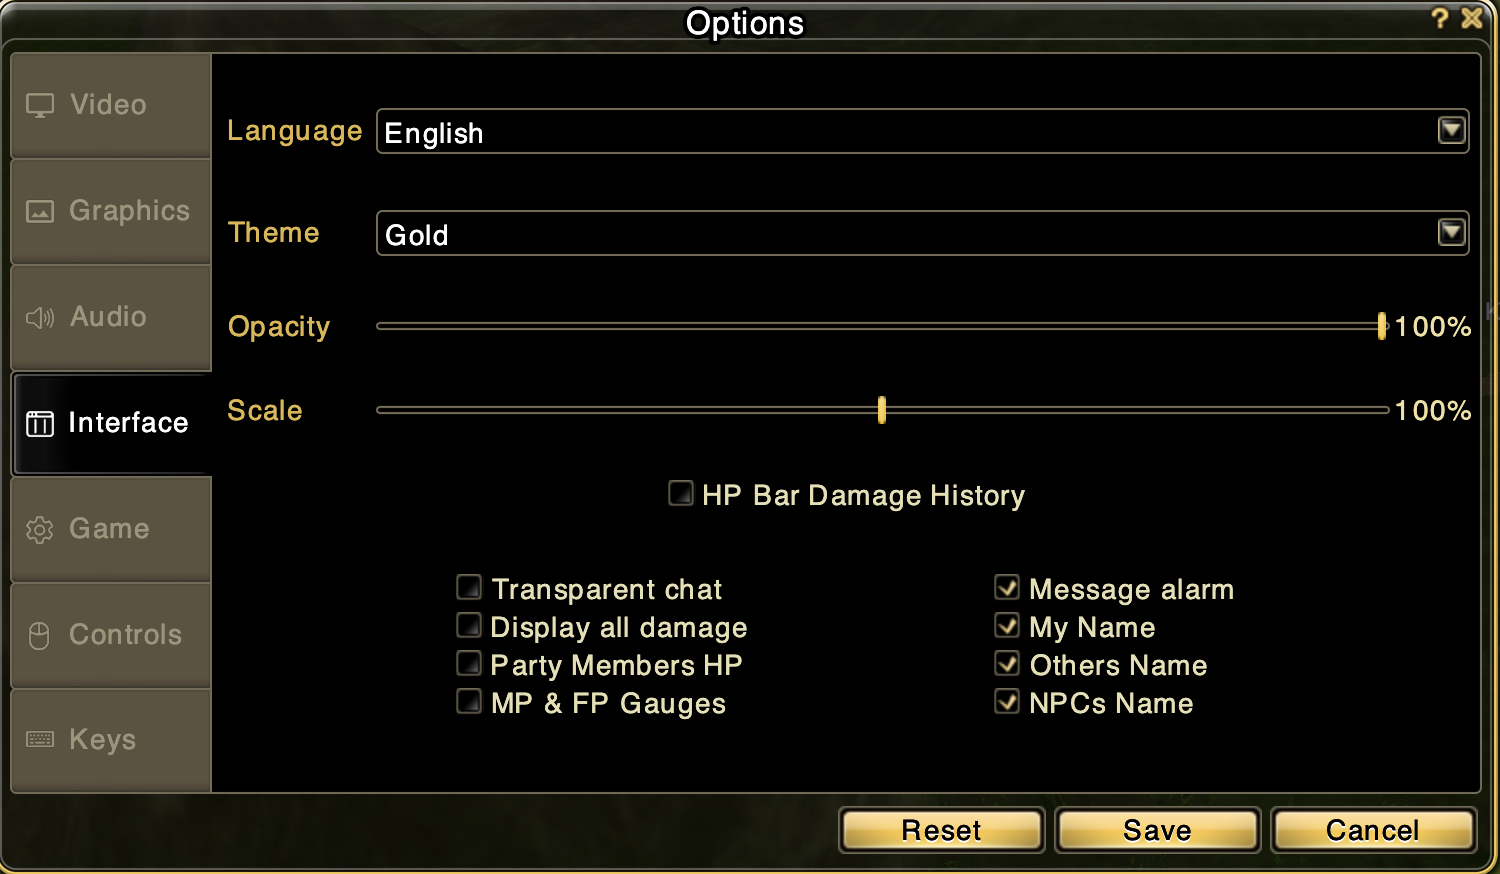 Options
?
Video
Graphics
Audio
Interface
Game
Controls
Keys
Language English
Theme Gold
Opacity 100%
Scale 100%
HP Bar Damage History
Transparent chat
Display all damage
Party Members HP
MP & FP Gauges
Message alarm
My Name
Others Name
NPCs Name
Reset Save Cancel